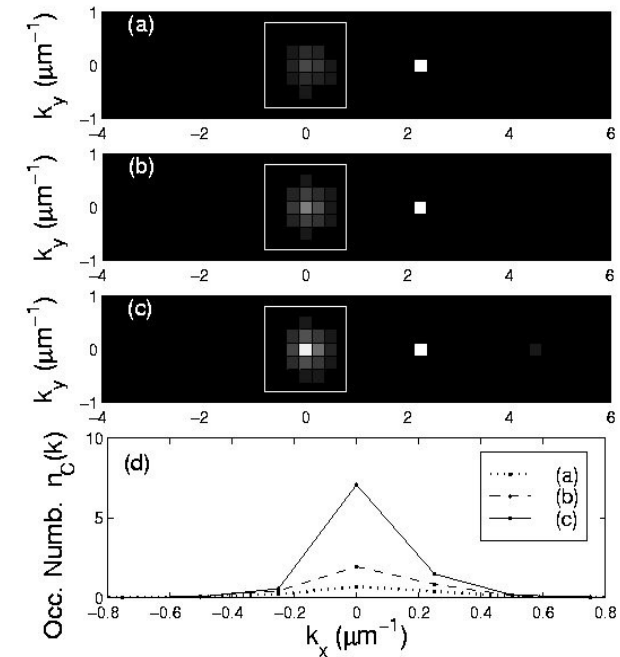 (a)
1
0
−1
k_y (μm⁻¹)
−4 −2 0 2 4 6
(b)
1
0
−1
k_y (μm⁻¹)
−4 −2 0 2 4 6
(c)
1
0
−1
k_y (μm⁻¹)
−4 −2 0 2 4 6
(d)
10
5
0
Occ. Numb. n_C(k)
(a)
(b)
(c)
−0.8 −0.6 −0.4 −0.2 0 0.2 0.4 0.6 0.8
k_x (μm⁻¹)